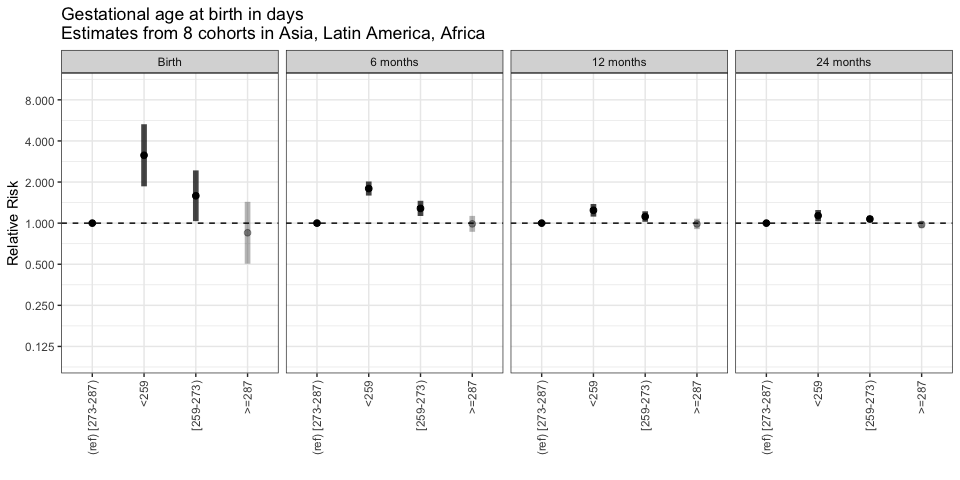 Gestational age at birth in days
Estimates from 8 cohorts in Asia, Latin America, Africa
Birth
6 months
12 months
24 months
Relative Risk
8.000
4.000
2.000
1.000
0.500
0.250
0.125
(ref) [273-287)
<259
[259-273)
>=287
(ref) [273-287)
<259
[259-273)
>=287
(ref) [273-287)
<259
[259-273)
>=287
(ref) [273-287)
<259
[259-273)
>=287